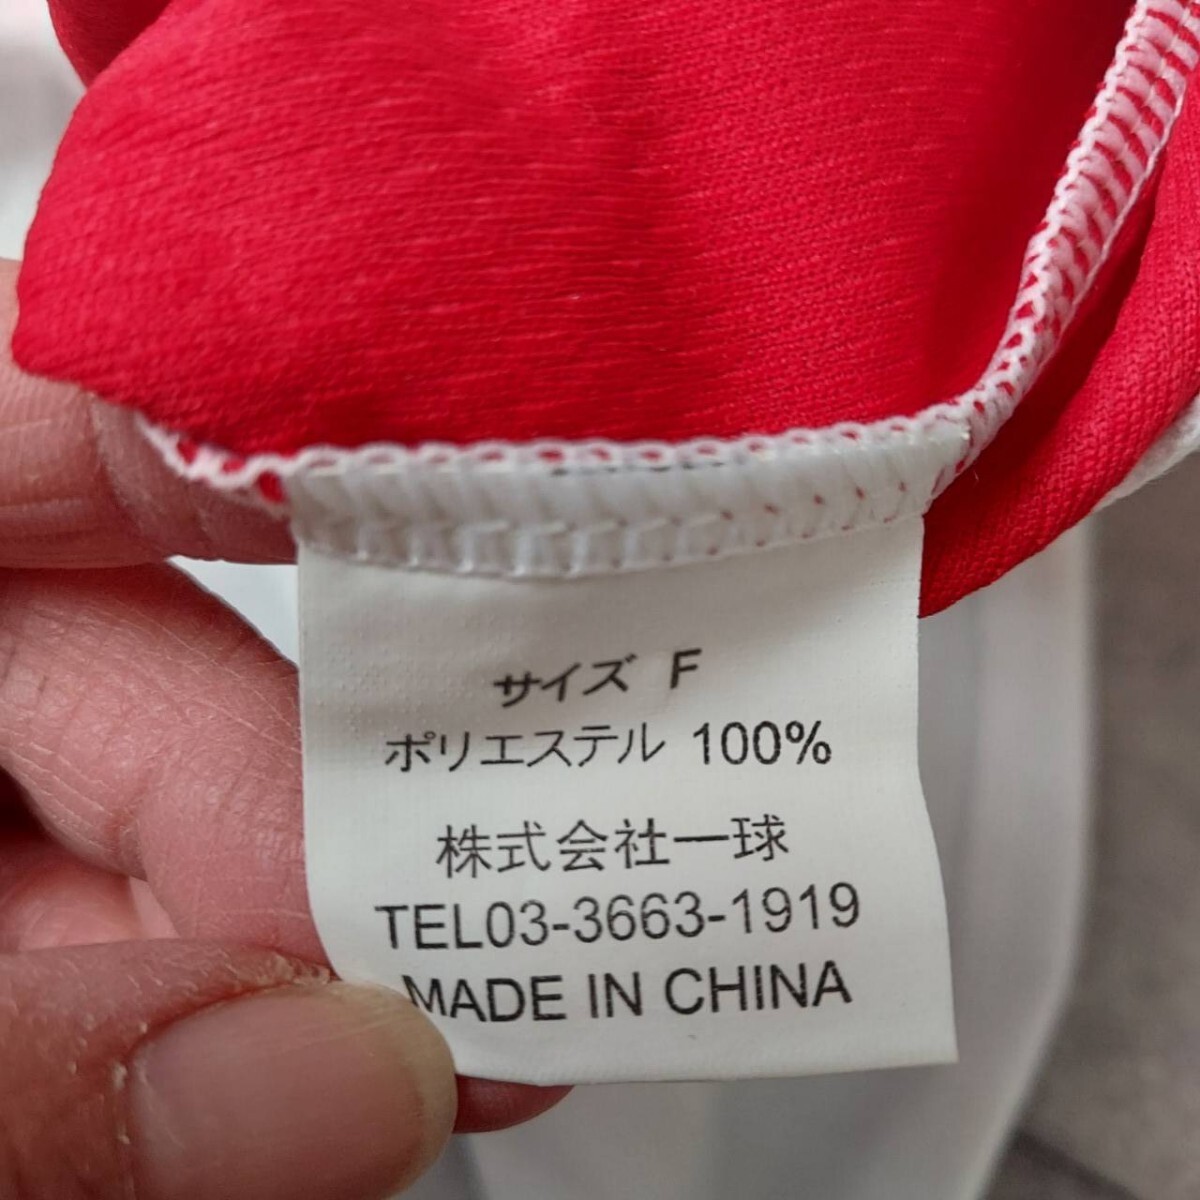 サイズ F
ポリエステル 100%
株式会社一球
TEL03-3663-1919
MADE IN CHINA